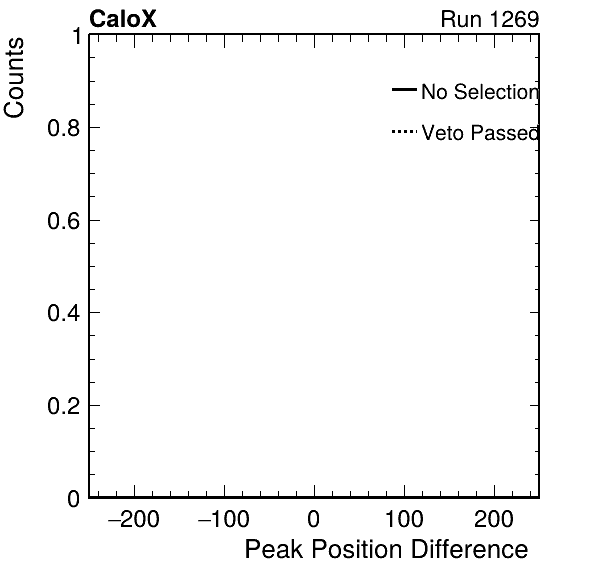 CaloX Run 1269
Counts
1
0.8
0.6
0.4
0.2
0
No Selection
Veto Passed
−200 −100 0 100 200
Peak Position Difference